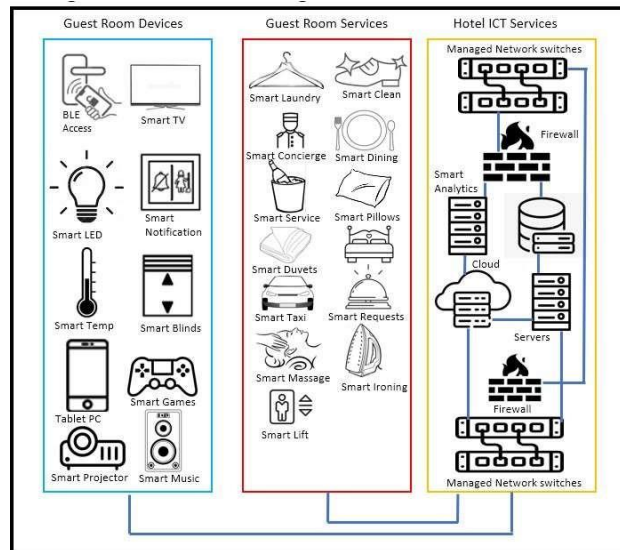 Guest Room Devices
BLE
Access
Smart TV
Smart LED
Smart
Notification
Smart Temp
Smart Blinds
Tablet PC
Smart Games
Smart Projector
Smart Music
Guest Room Services
Smart Laundry
Smart Clean
Smart Concierge
Smart Dining
Smart Service
Smart Pillows
Smart Duvets
Smart Taxi
Smart Requests
Smart Massage
Smart Ironing
Smart Lift
Hotel ICT Services
Managed Network switches
Firewall
Smart
Analytics
Cloud
Servers
Firewall
Managed Network switches